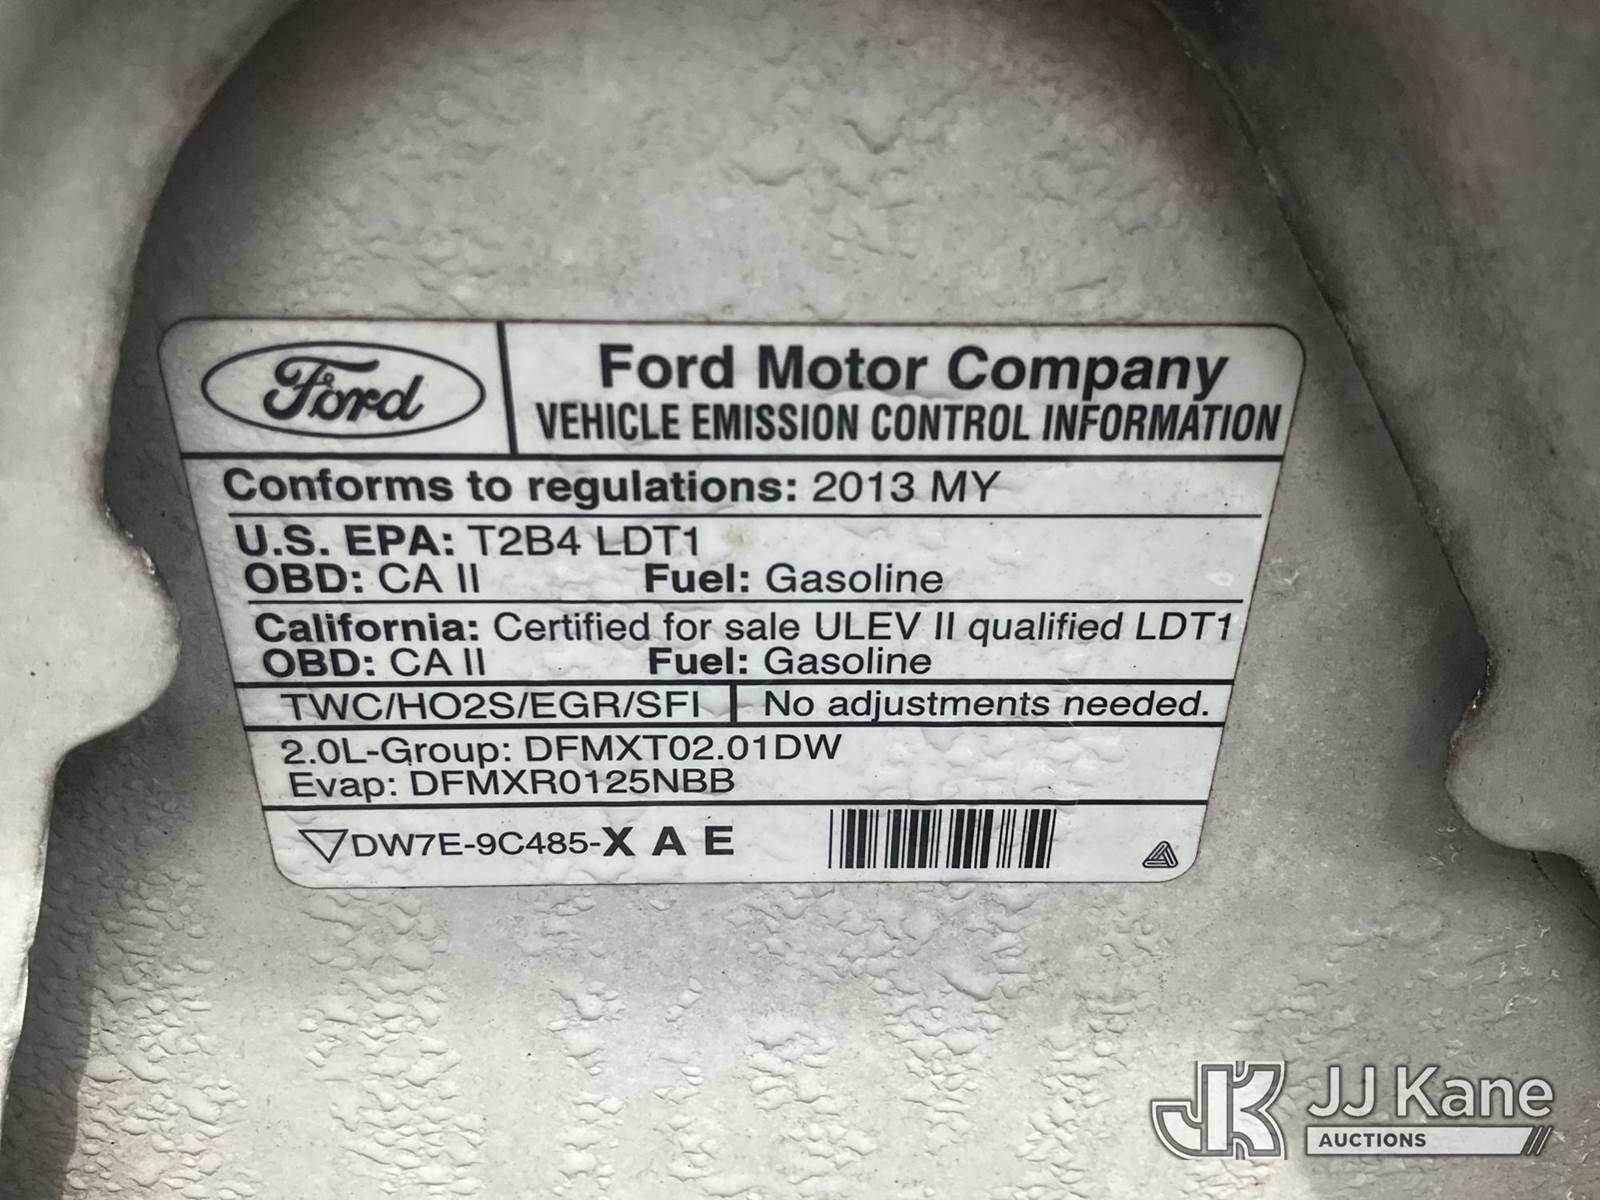 Ford
Ford Motor Company
VEHICLE EMISSION CONTROL INFORMATION
Conforms to regulations: 2013 MY
U.S. EPA: T2B4 LDT1
OBD: CA II Fuel: Gasoline
California: Certified for sale ULEV II qualified LDT1
OBD: CA II Fuel: Gasoline
TWC/HO2S/EGR/SFI No adjustments needed.
2.0L-Group: DFMXT02.01DW
Evap: DFMXR0125NBB
DW7E-9C485-X A E
JK JJ Kane
AUCTIONS